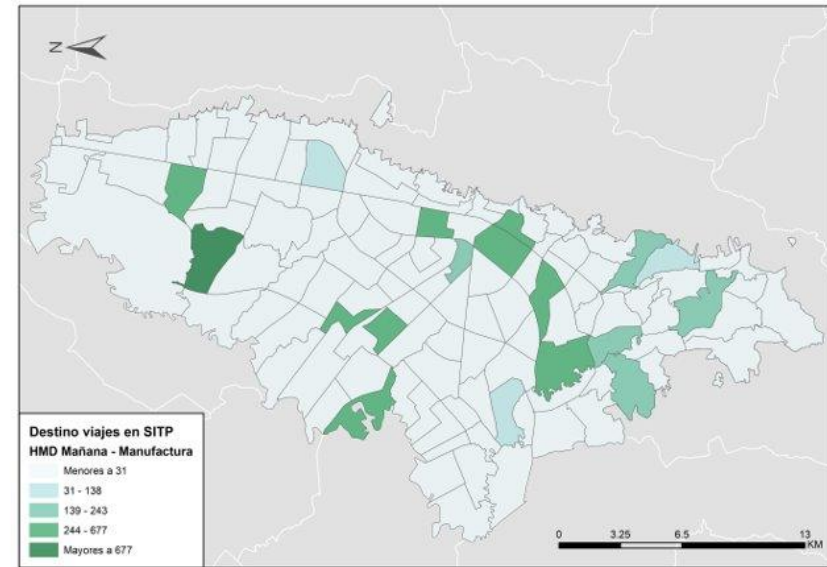 N
Destino viajes en SITP
HMD Mañana - Manufactura
Menores a 31
31 - 138
139 - 243
244 - 677
Mayores a 677
0 3.25 6.5 13
KM